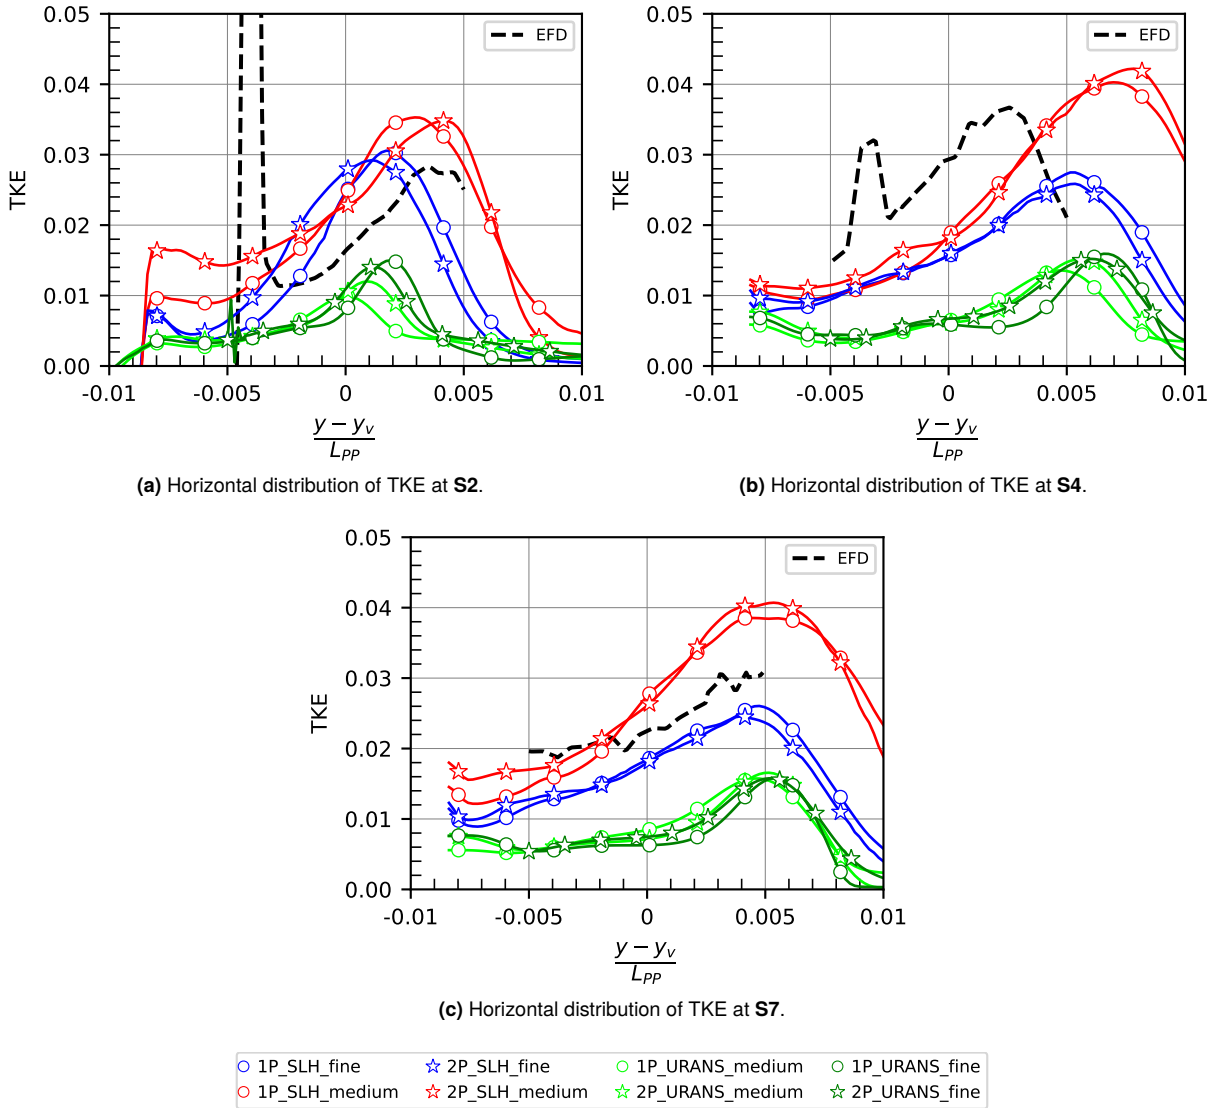 0.05
0.04
0.03
0.02
0.01
0.00
TKE
EFD
-0.01 -0.005 0 0.005 0.01
y − y_v
L_PP
(a) Horizontal distribution of TKE at S2.
0.05
0.04
0.03
0.02
0.01
0.00
TKE
EFD
-0.01 -0.005 0 0.005 0.01
y − y_v
L_PP
(b) Horizontal distribution of TKE at S4.
0.05
0.04
0.03
0.02
0.01
0.00
TKE
EFD
-0.01 -0.005 0 0.005 0.01
y − y_v
L_PP
(c) Horizontal distribution of TKE at S7.
1P_SLH_fine 2P_SLH_fine 1P_URANS_medium 1P_URANS_fine
1P_SLH_medium 2P_SLH_medium 2P_URANS_medium 2P_URANS_fine